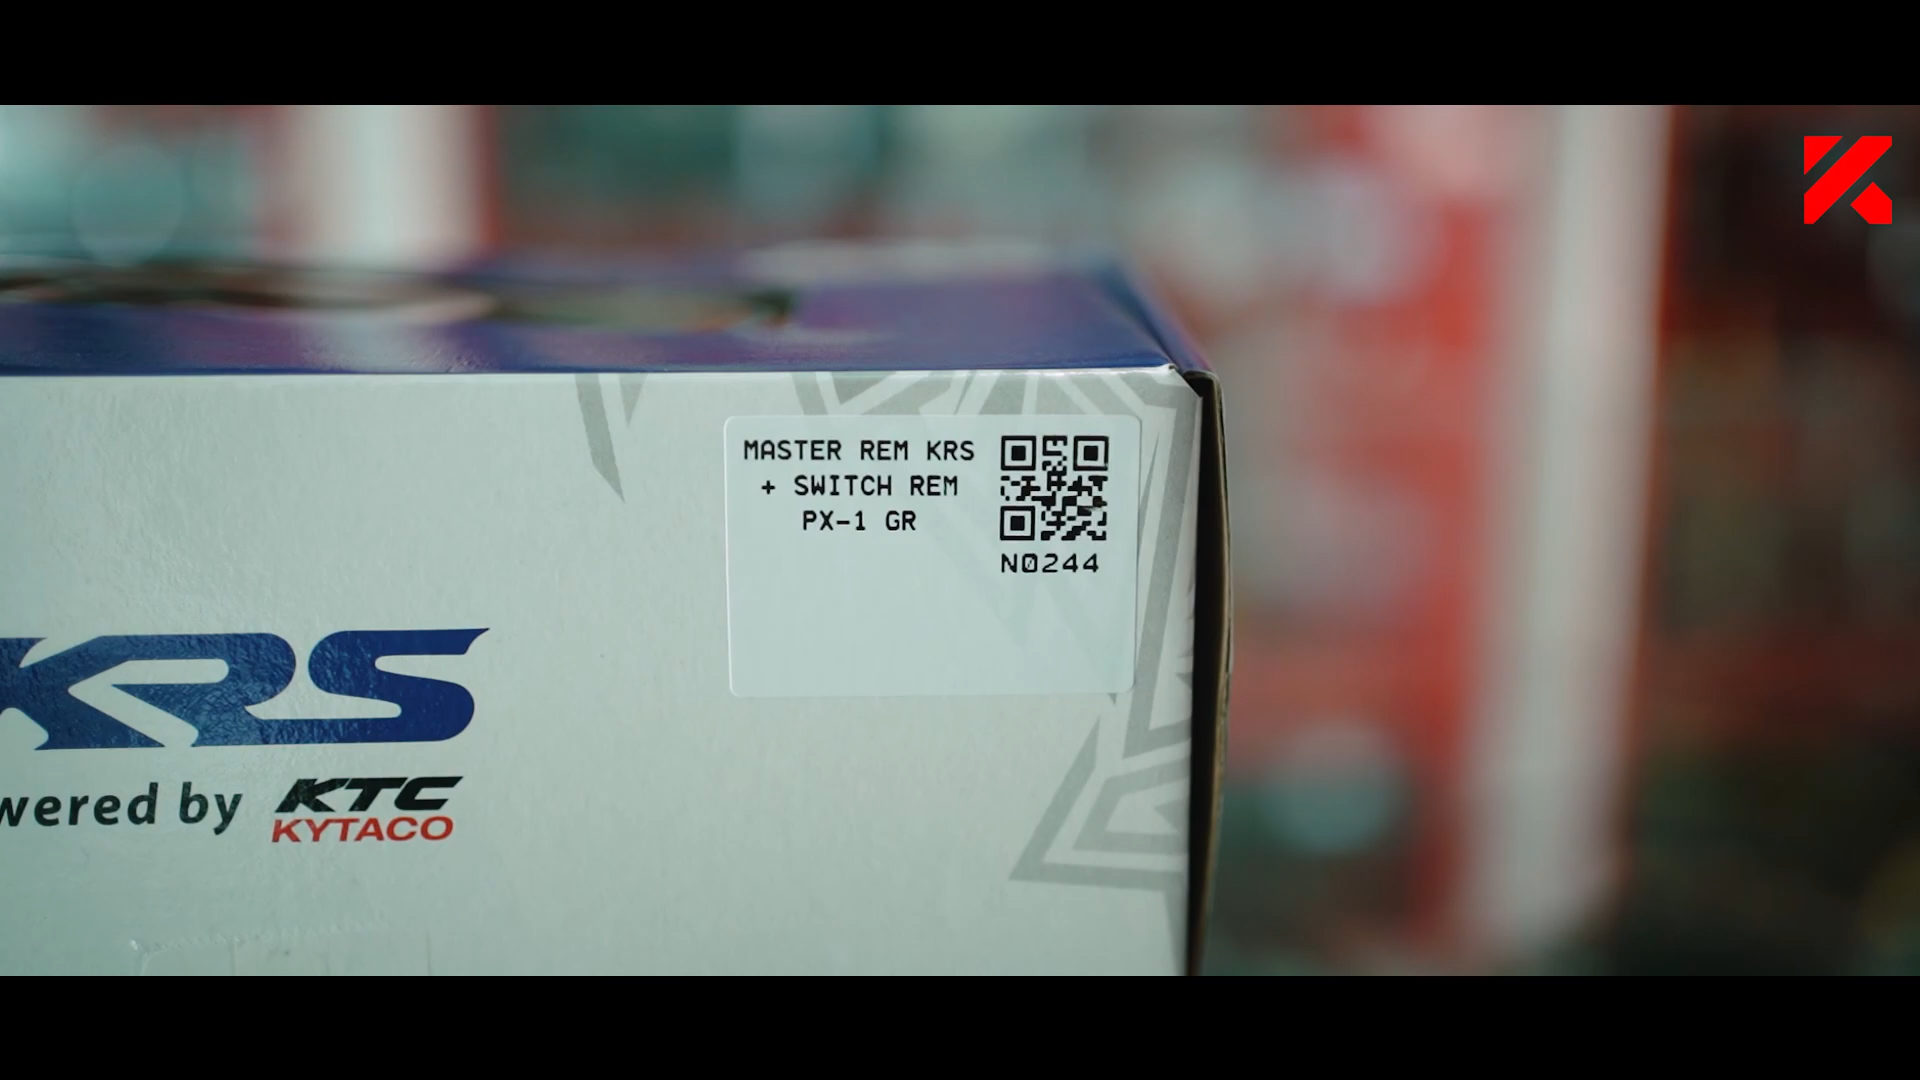 MASTER REM KRS
+ SWITCH REM
PX-1 GR
N0244
KRS
wered by KTC
KYTACO